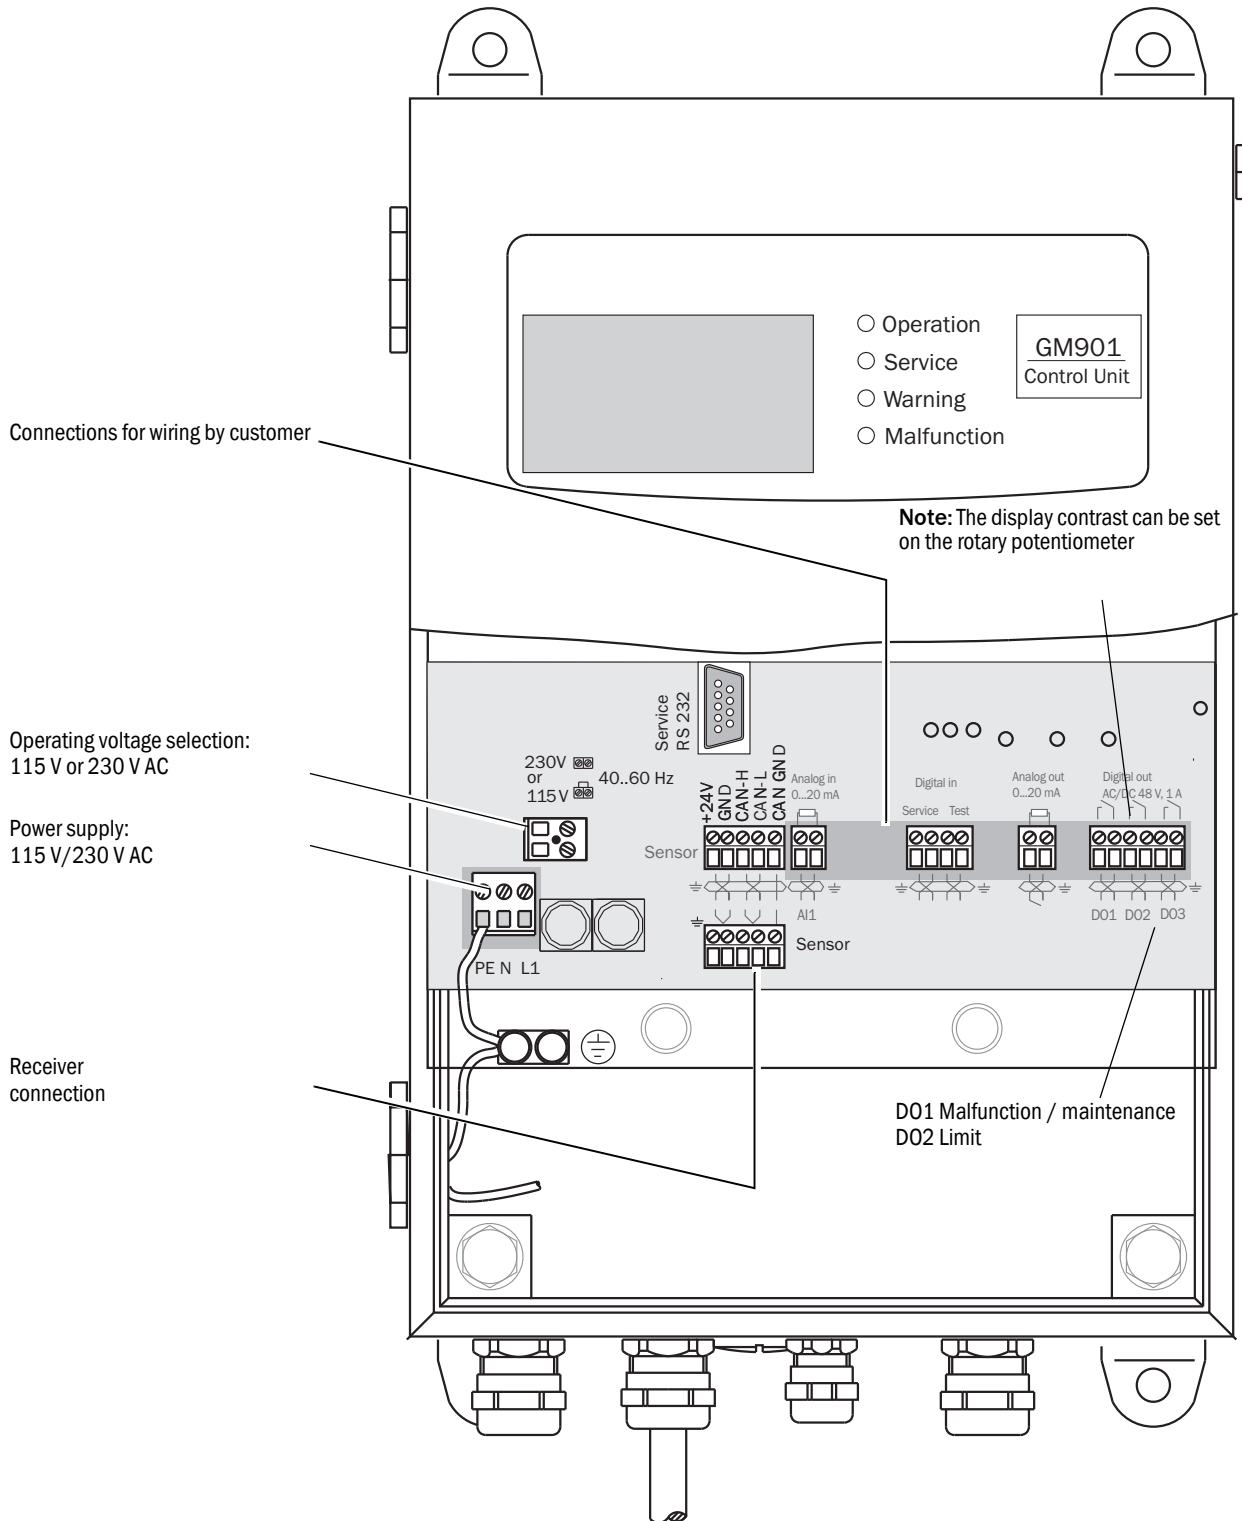 Operation
Service
Warning
Malfunction
GM901
Control Unit
Connections for wiring by customer
Note: The display contrast can be set
on the rotary potentiometer
Service
RS 232
Operating voltage selection:
115 V or 230 V AC
230V
or
115V
40..60 Hz
+24V
GND
CAN-H
CAN-L
CAN GND
Analog in
0...20 mA
Digital in
Service Test
Analog out
0...20 mA
Digital out
AC/DC 48 V, 1 A
Power supply:
115 V/230 V AC
Sensor
AI1
DO1 DO2 DO3
Sensor
PE N L1
Receiver
connection
DO1 Malfunction / maintenance
DO2 Limit